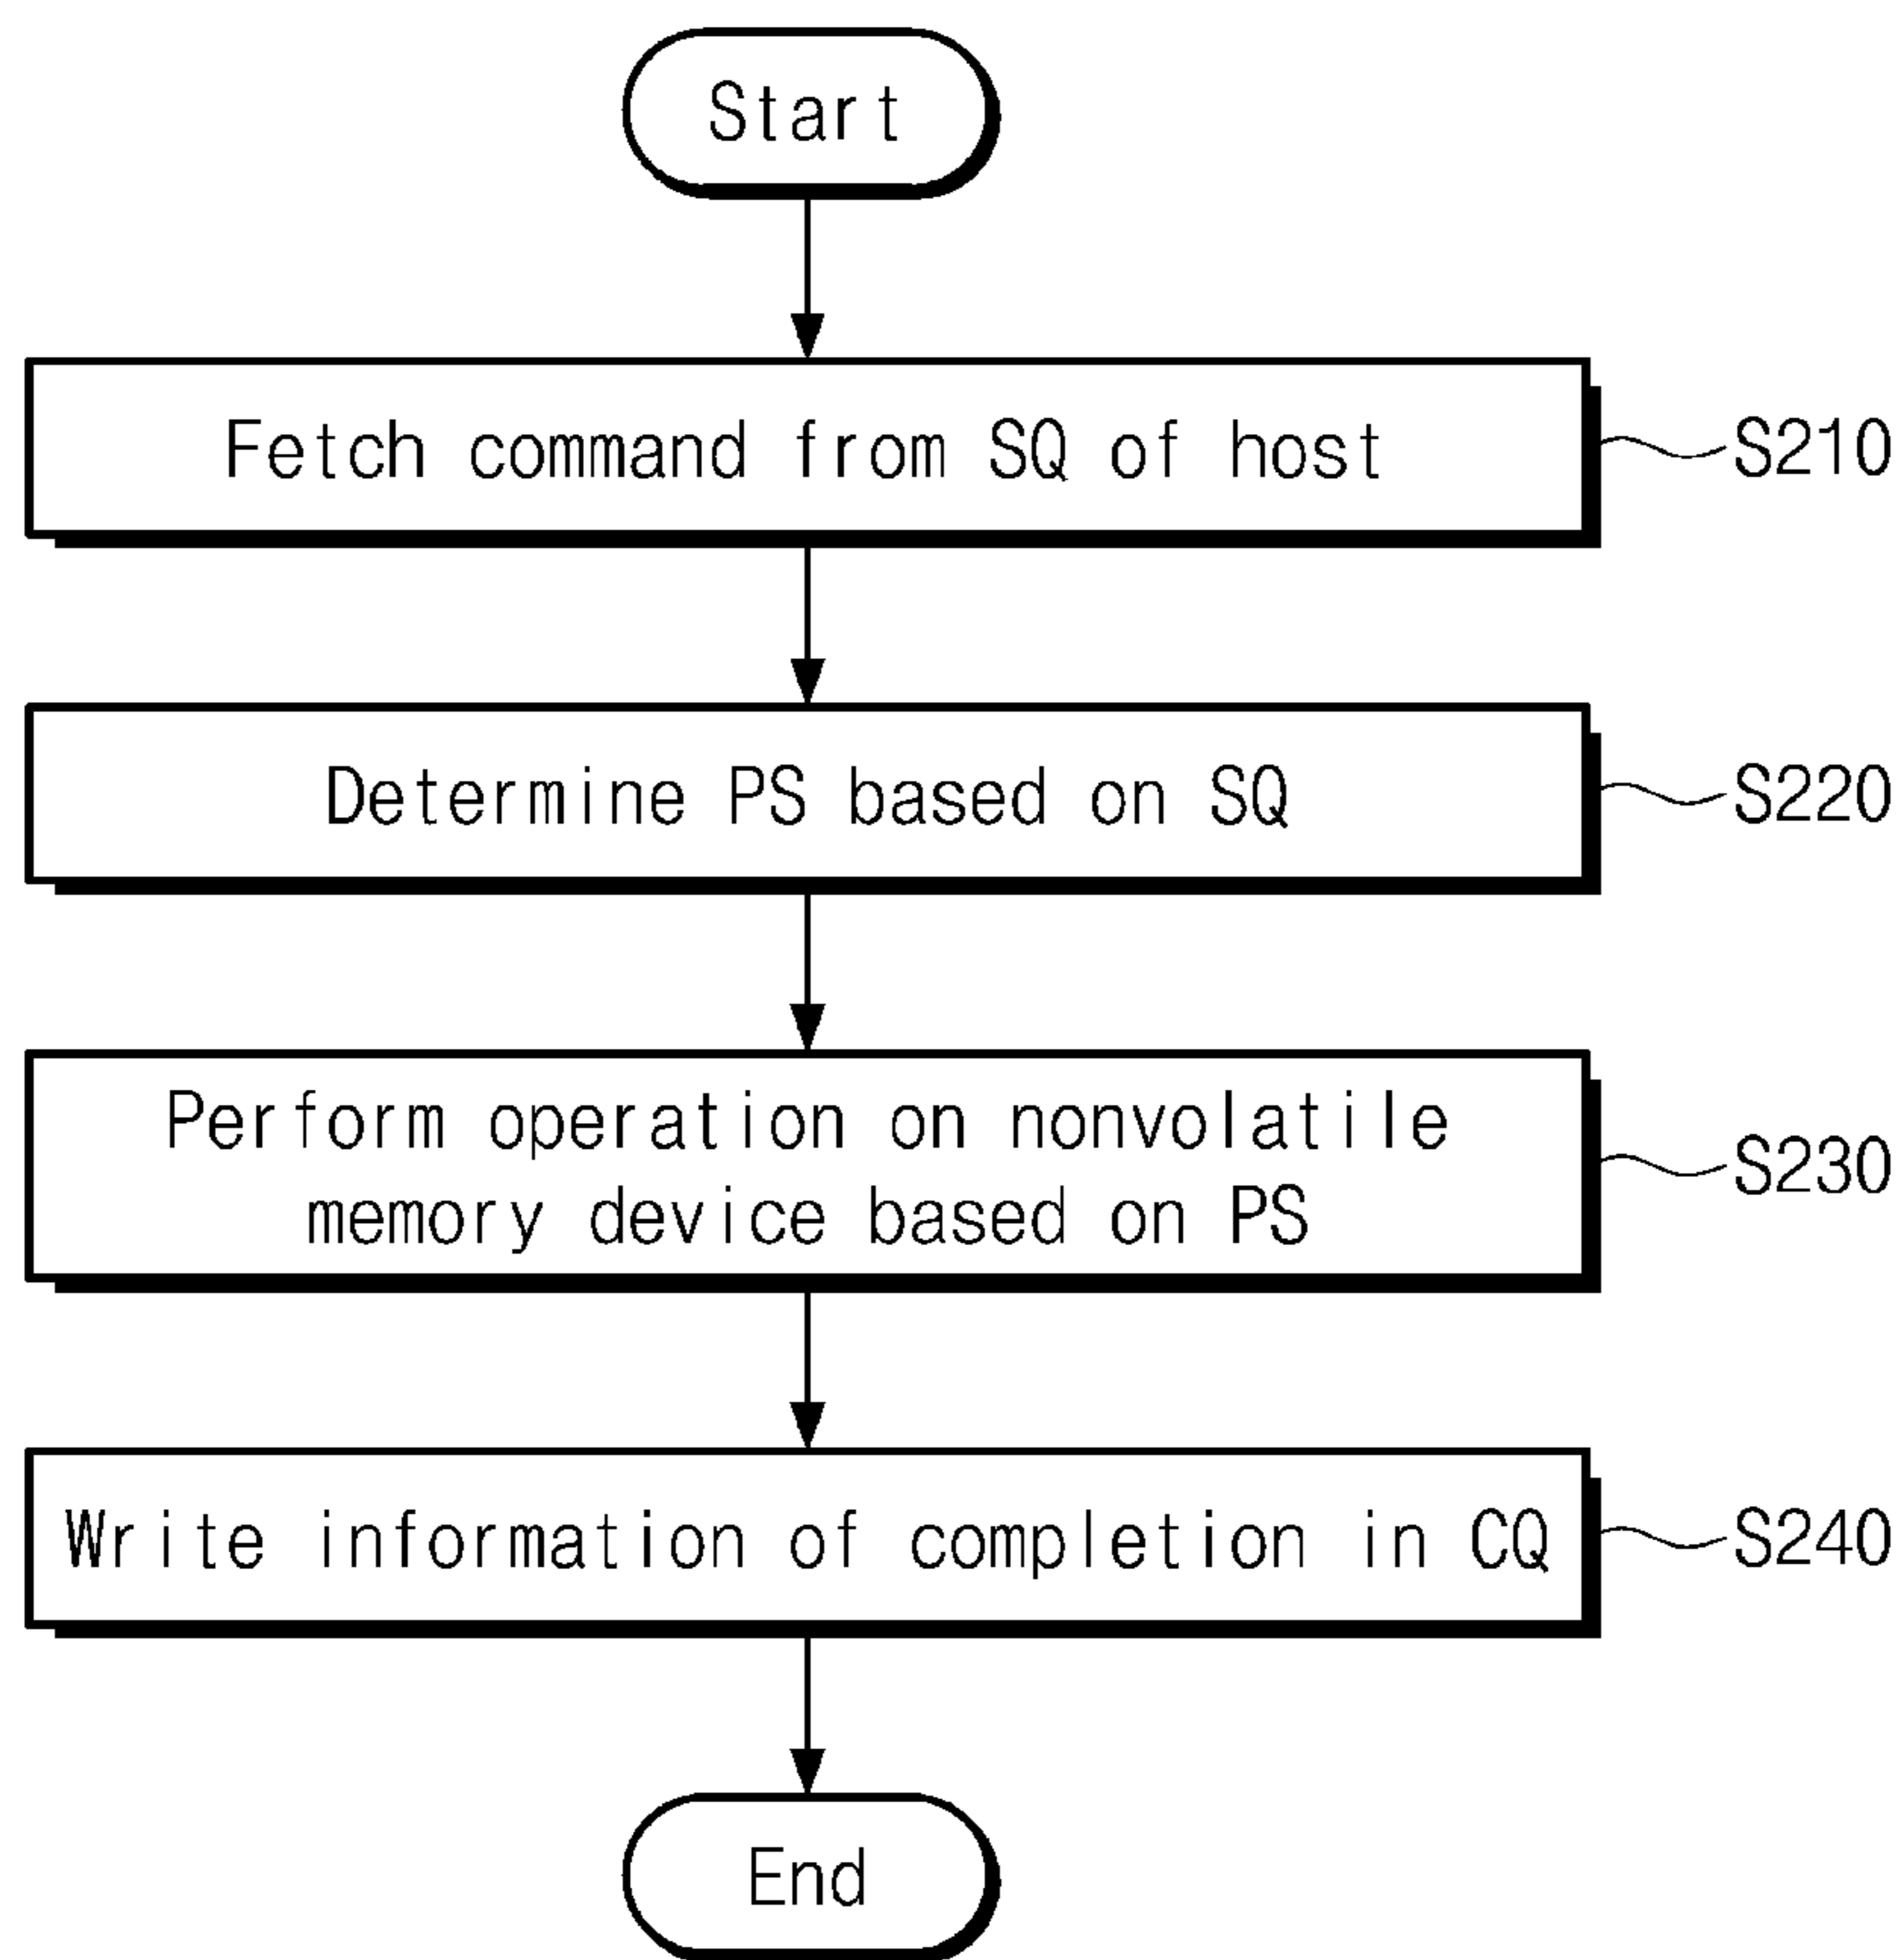 Start
Fetch command from SQ of host
S210
Determine PS based on SQ
S220
Perform operation on nonvolatile
memory device based on PS
S230
Write information of completion in CQ
S240
End